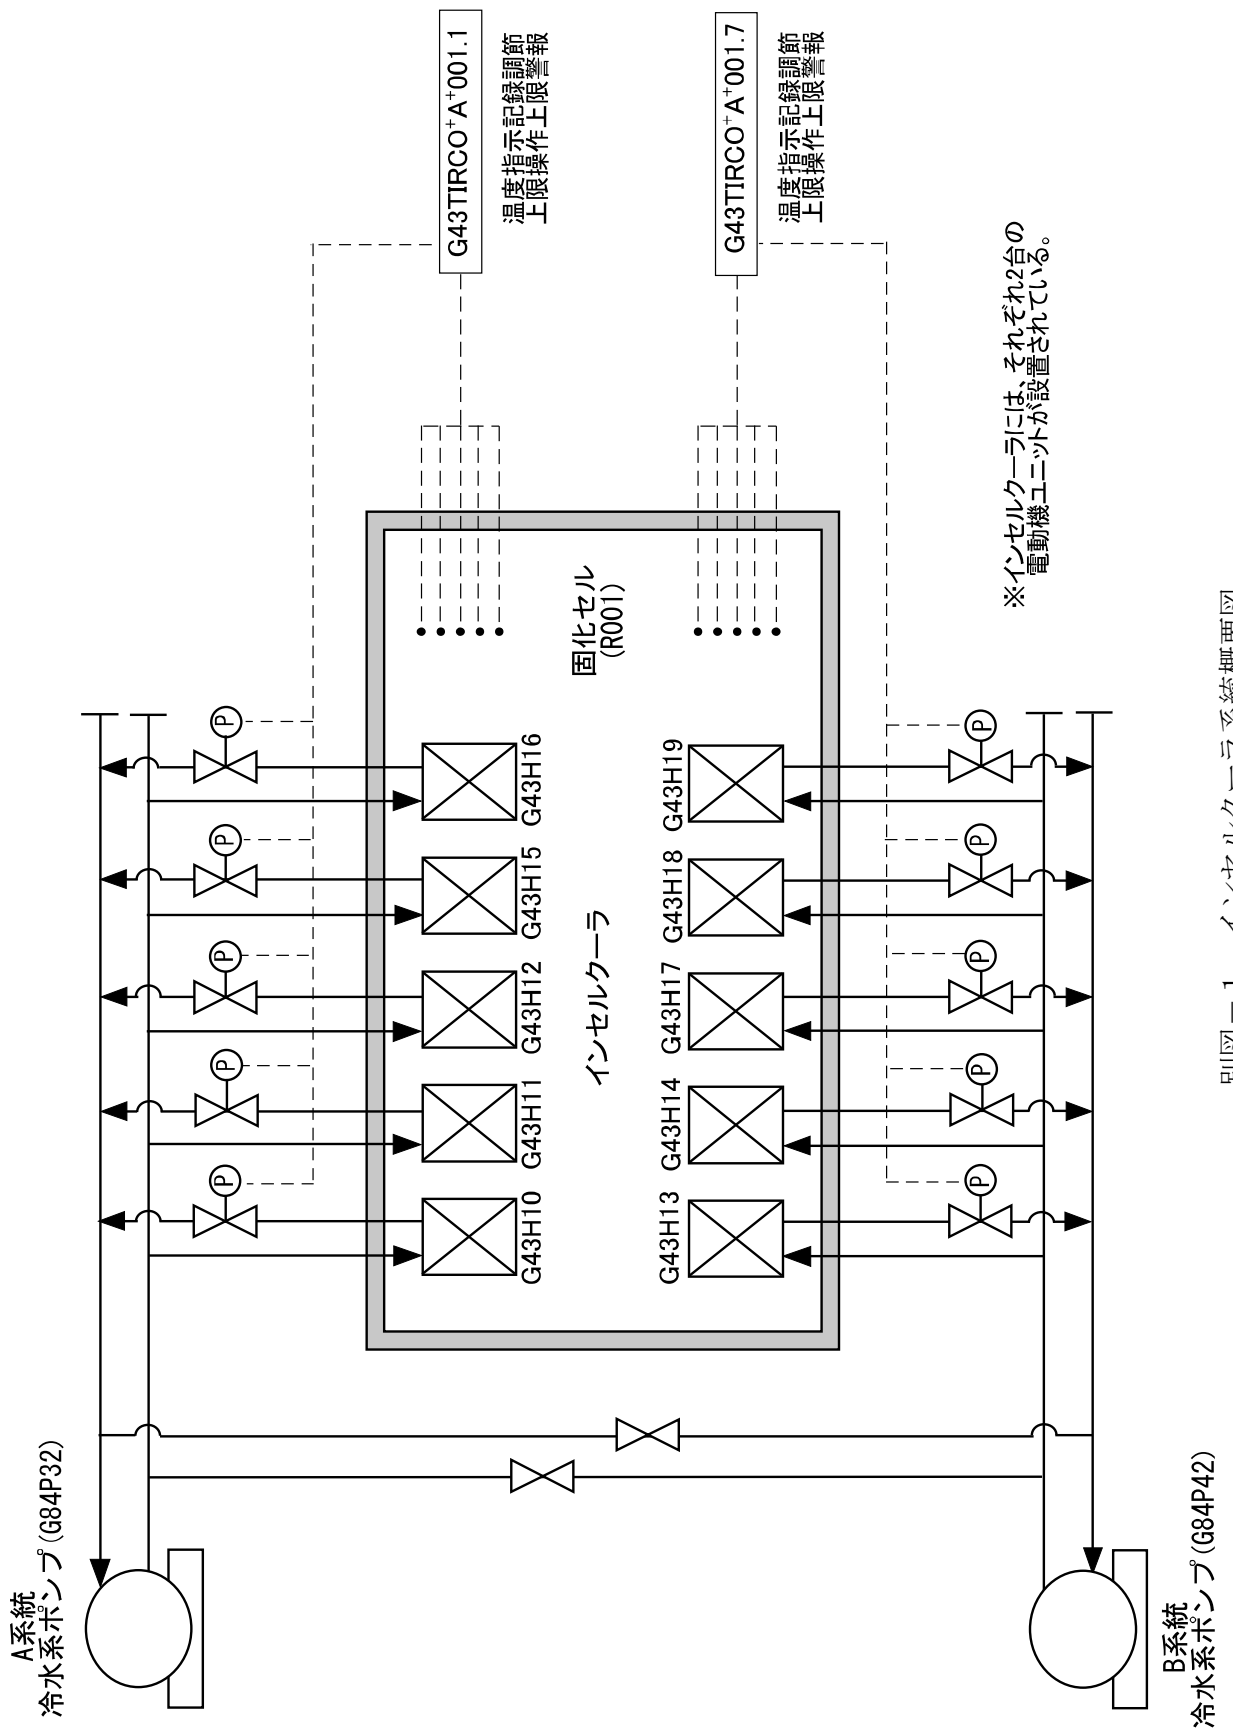 A系統
冷水系ポンプ(G84P32)
G43TIRCO⁺A⁺001.1
温度指示記録調節
上限操作上限警報
P
P
P
P
P
G43H10
G43H11
G43H12
G43H15
G43H16
インセルクーラ
固化セル
(R001)
G43H13
G43H14
G43H17
G43H18
G43H19
P
P
P
P
P
G43TIRCO⁺A⁺001.7
温度指示記録調節
上限操作上限警報
※インセルクーラには、それぞれ2台の
電動機ユニットが設置されている。
B系統
冷水系ポンプ(G84P42)
別図－1 インセルクーラ系統概要図